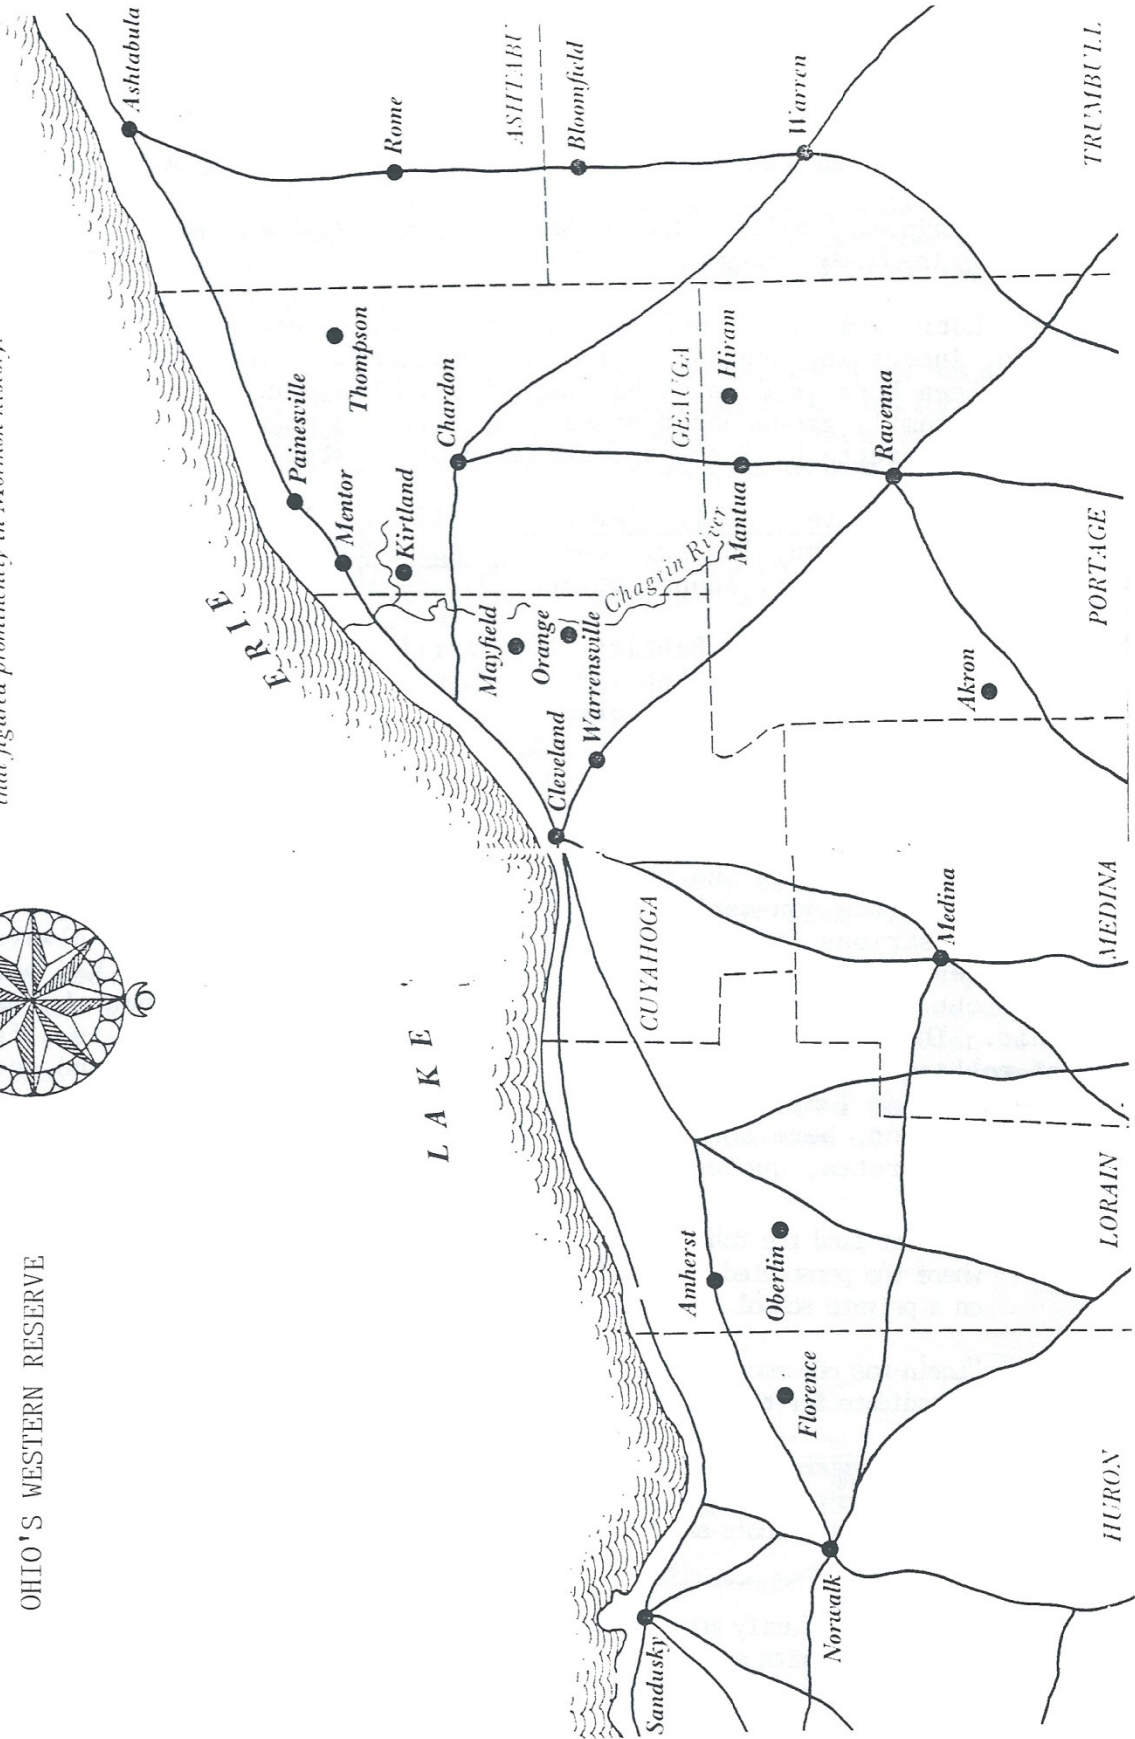 OHIO'S WESTERN RESERVE
that figured prominently in Mormon history.
LAKE ERIE
Ashtabula
Rome
ASHTABU
Bloomfield
Warren
TRUMBULL
Thompson
Painesville
Mentor
Kirtland
Chardon
GEAUGA
Hiram
Mantua
Ravenna
Chagrin River
PORTAGE
Mayfield
Orange
Warrensville
Cleveland
Akron
CUYAHOGA
Medina
MEDINA
Amherst
Oberlin
LORAIN
Florence
Norwalk
Sandusky
HURON